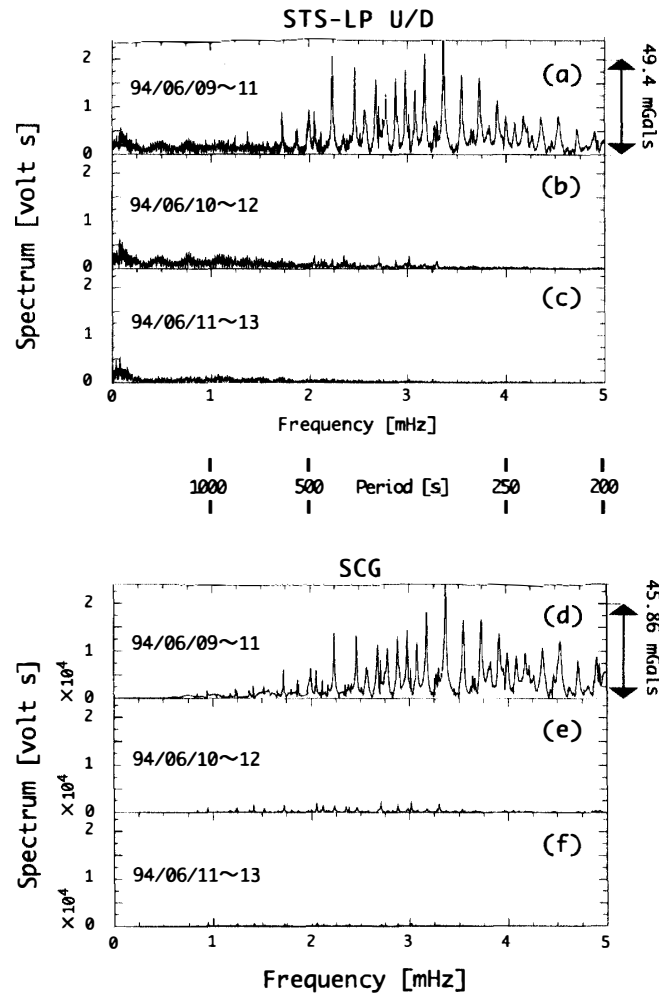 STS-LP U/D
Spectrum [volt s]
2
1
0
94/06/09～11
(a)
49.4 mGals
2
1
0
94/06/10～12
(b)
2
1
0
94/06/11～13
(c)
0 1 2 3 4 5
Frequency [mHz]
1000 500 Period [s] 250 200
SCG
Spectrum [volt s]
2
1
0
×10⁴
94/06/09～11
(d)
45.86 mGals
2
1
0
×10⁴
94/06/10～12
(e)
2
1
0
×10⁴
94/06/11～13
(f)
0 1 2 3 4 5
Frequency [mHz]